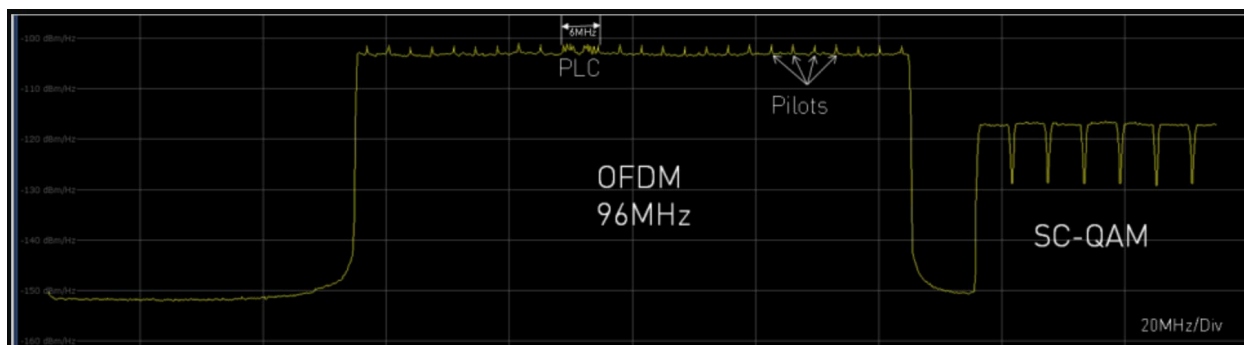 6MHz
-100 dBm/Hz
PLC
-110 dBm/Hz
Pilots
-120 dBm/Hz
OFDM
96MHz
-130 dBm/Hz
SC-QAM
-140 dBm/Hz
-150 dBm/Hz
20MHz/Div
-160 dBm/Hz